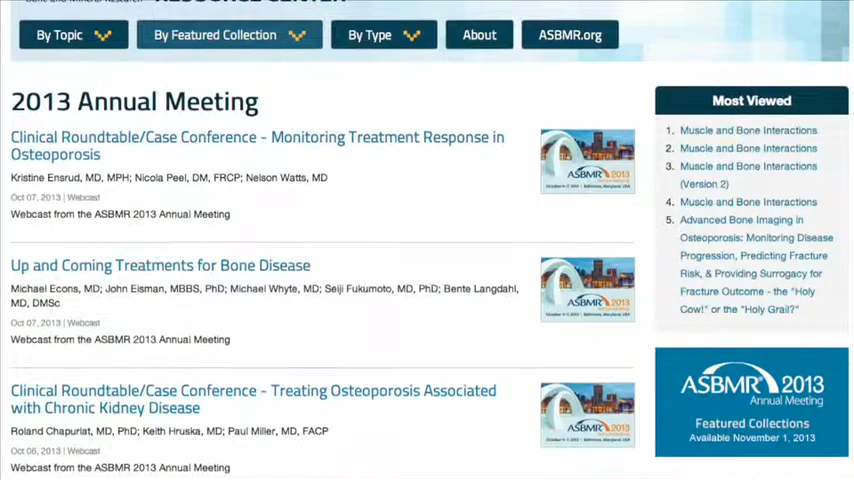 By Topic
By Featured Collection
By Type
About
ASBMR.org
2013 Annual Meeting
Clinical Roundtable/Case Conference - Monitoring Treatment Response in
Osteoporosis
Kristine Ensrud, MD, MPH; Nicola Peel, DM, FRCP; Nelson Watts, MD
Oct 07, 2013 | Webcast
Webcast from the ASBMR 2013 Annual Meeting
ASBMR 2013
Up and Coming Treatments for Bone Disease
Michael Econs, MD; John Eisman, MBBS, PhD; Michael Whyte, MD; Seiji Fukumoto, MD, PhD; Bente Langdahl,
MD, DMSc
Oct 07, 2013 | Webcast
Webcast from the ASBMR 2013 Annual Meeting
ASBMR 2013
Clinical Roundtable/Case Conference - Treating Osteoporosis Associated
with Chronic Kidney Disease
Roland Chapurlat, MD, PhD; Keith Hruska, MD; Paul Miller, MD, FACP
Oct 06, 2013 | Webcast
Webcast from the ASBMR 2013 Annual Meeting
ASBMR 2013
Most Viewed
1. Muscle and Bone Interactions
2. Muscle and Bone Interactions
3. Muscle and Bone Interactions
(Version 2)
4. Muscle and Bone Interactions
5. Advanced Bone Imaging in
Osteoporosis: Monitoring Disease
Progression, Predicting Fracture
Risk, & Providing Surrogacy for
Fracture Outcome - the "Holy
Cow!" or the "Holy Grail?"
ASBMR® 2013
Annual Meeting
Featured Collections
Available November 1, 2013